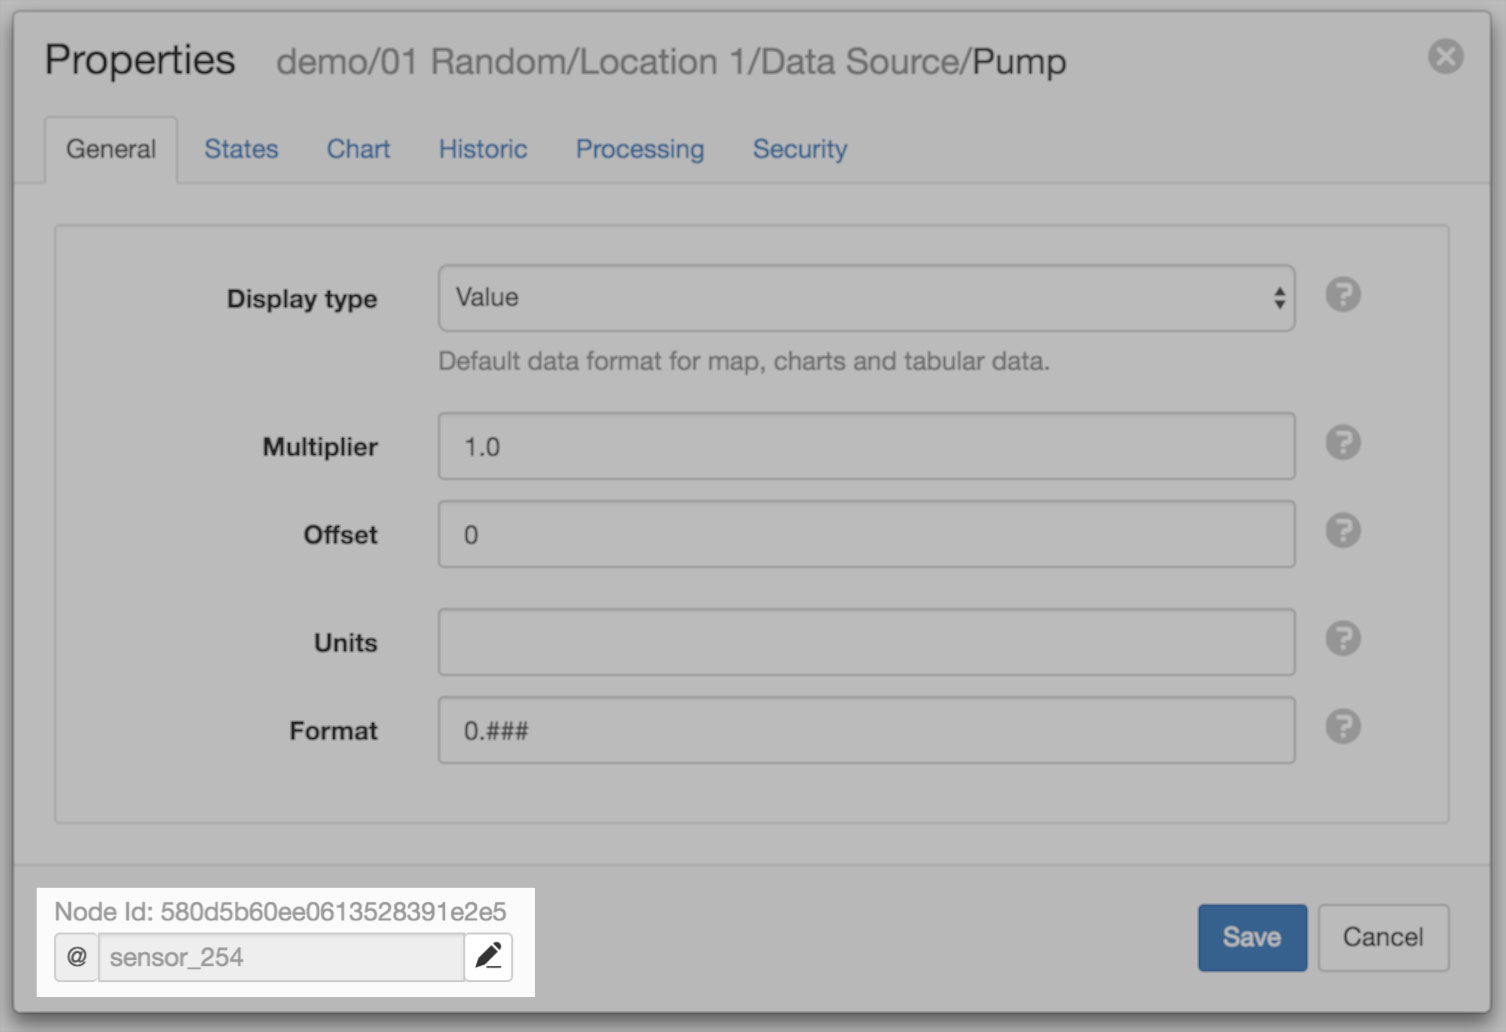 Properties demo/01 Random/Location 1/Data Source/Pump
General States Chart Historic Processing Security
Display type Value ?
Default data format for map, charts and tabular data.
Multiplier 1.0 ?
Offset 0 ?
Units ?
Format 0.### ?
Node Id: 580d5b60ee0613528391e2e5
@ sensor_254
Save Cancel